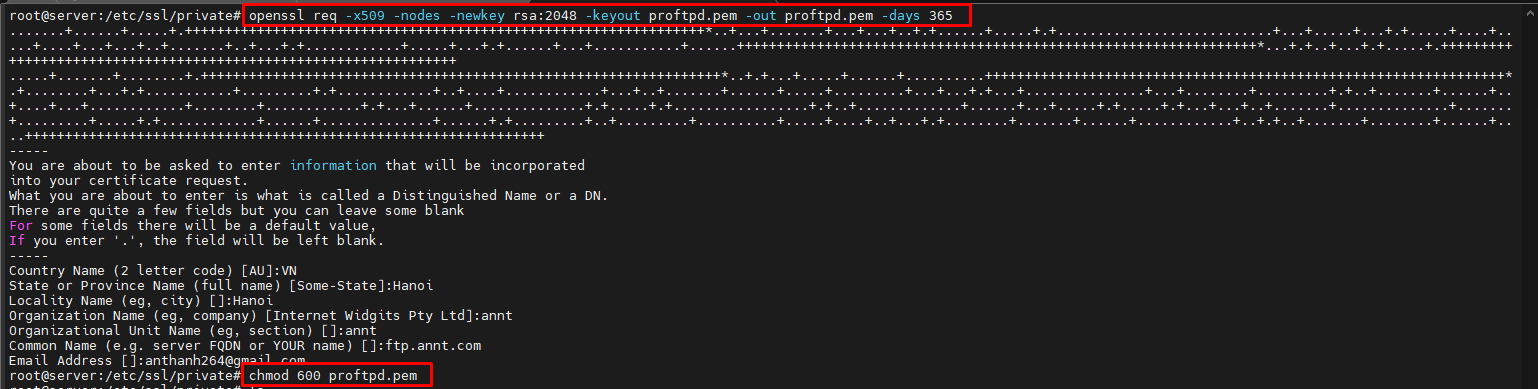 root@server:/etc/ssl/private# openssl req -x509 -nodes -newkey rsa:2048 -keyout proftpd.pem -out proftpd.pem -days 365
-----
You are about to be asked to enter information that will be incorporated
into your certificate request.
What you are about to enter is what is called a Distinguished Name or a DN.
There are quite a few fields but you can leave some blank
For some fields there will be a default value,
If you enter '.', the field will be left blank.
-----
Country Name (2 letter code) [AU]:VN
State or Province Name (full name) [Some-State]:Hanoi
Locality Name (eg, city) []:Hanoi
Organization Name (eg, company) [Internet Widgits Pty Ltd]:annt
Organizational Unit Name (eg, section) []:annt
Common Name (e.g. server FQDN or YOUR name) []:ftp.annt.com
Email Address []:anthanh264@gmail.com
root@server:/etc/ssl/private# chmod 600 proftpd.pem